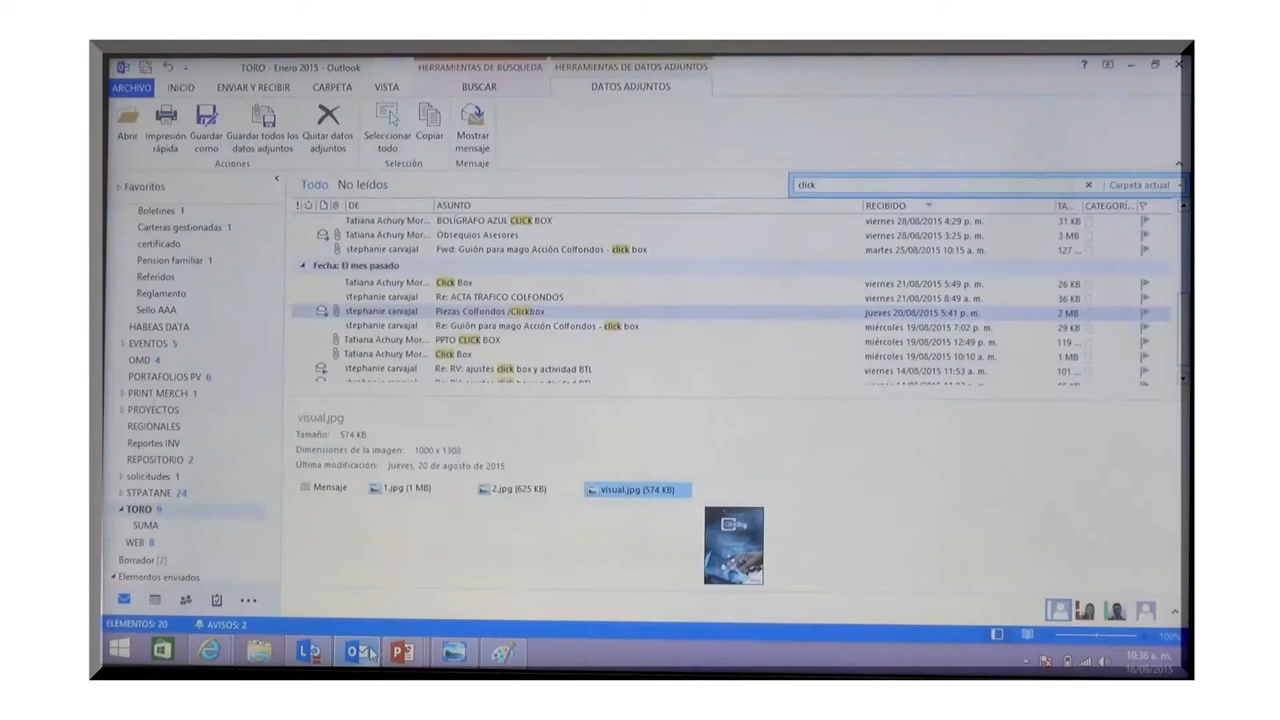 TORO - Enero 2015 - Outlook
HERRAMIENTAS DE BÚSQUEDA
HERRAMIENTAS DE DATOS ADJUNTOS
ARCHIVO INICIO ENVIAR Y RECIBIR CARPETA VISTA BUSCAR DATOS ADJUNTOS
Abrir
Impresión rápida
Guardar como
Guardar todos los datos adjuntos
Quitar datos adjuntos
Seleccionar todo
Copiar
Mostrar mensaje
Acciones Selección Mensaje
Favoritos
Boletines 1
Carteras gestionadas 1
certificado
Pension familiar 1
Referidos
Reglamento
Sello AAA
HABEAS DATA
EVENTOS 5
OMD 4
PORTAFOLIOS PV 6
PRINT MERCH 1
PROYECTOS
REGIONALES
Reportes INV
REPOSITORIO 2
solicitudes 1
STPATANE 24
TORO 9
SUMA
WEB 8
Borrador [2]
Elementos enviados
Todo No leídos
click
Carpeta actual
DE ASUNTO RECIBIDO TA... CATEGORÍ...
Tatiana Achury Mor... BOLÍGRAFO AZUL CLICK BOX viernes 28/08/2015 4:29 p. m. 31 KB
Tatiana Achury Mor... Obsequios Asesores viernes 28/08/2015 3:25 p. m. 3 MB
stephanie carvajal Fwd: Guión para mago Acción Colfondos - click box martes 25/08/2015 10:15 a. m. 127 ...
Fecha: El mes pasado
Tatiana Achury Mor... Click Box viernes 21/08/2015 5:49 p. m. 26 KB
stephanie carvajal Re: ACTA TRAFICO COLFONDOS viernes 21/08/2015 8:49 a. m. 36 KB
stephanie carvajal Piezas Colfondos /Clickbox jueves 20/08/2015 5:41 p. m. 2 MB
stephanie carvajal Re: Guión para mago Acción Colfondos - click box miércoles 19/08/2015 7:02 p. m. 29 KB
Tatiana Achury Mor... PPTO CLICK BOX miércoles 19/08/2015 12:49 p. m. 119 ...
Tatiana Achury Mor... Click Box miércoles 19/08/2015 10:10 a. m. 1 MB
stephanie carvajal Re: RV: ajustes click box y actividad BTL viernes 14/08/2015 11:53 a. m. 101 ...
visual.jpg
Tamaño: 574 KB
Dimensiones de la imagen: 1000 x 1308
Última modificación: jueves, 20 de agosto de 2015
Mensaje 1.jpg (1 MB) 2.jpg (625 KB) visual.jpg (574 KB)
ELEMENTOS: 20 AVISOS: 2
100%
10:36 a. m.
16/09/2015